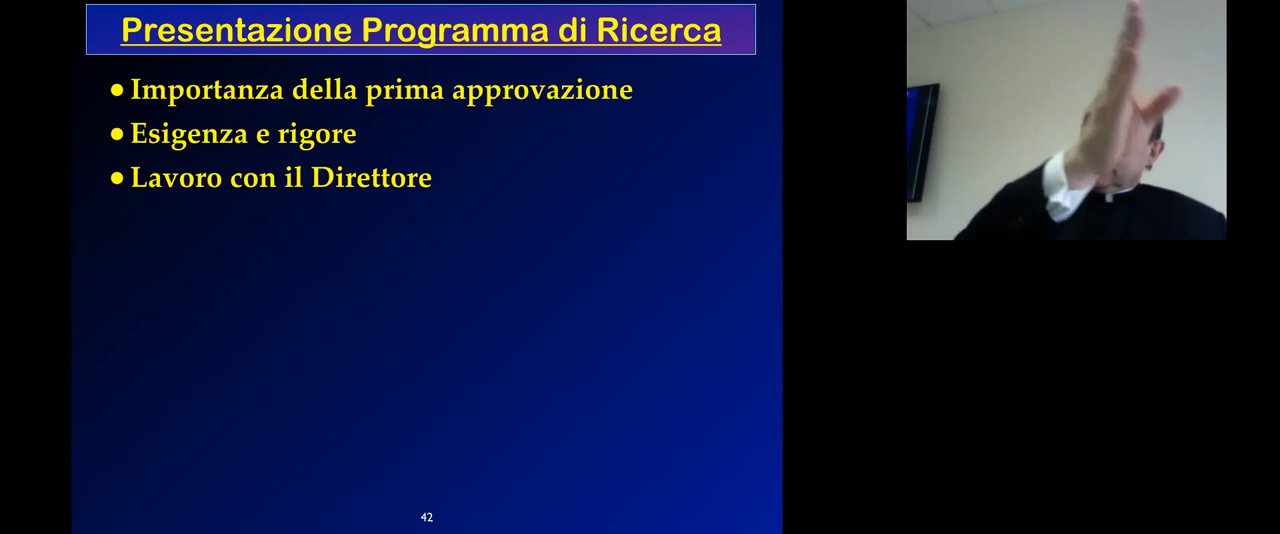 Presentazione Programma di Ricerca
● Importanza della prima approvazione
● Esigenza e rigore
● Lavoro con il Direttore
42